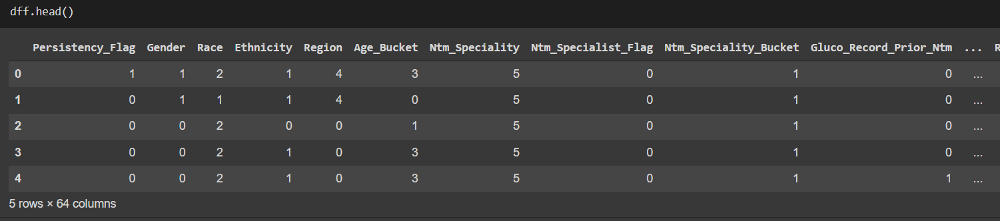 dff.head()
Persistency_Flag Gender Race Ethnicity Region Age_Bucket Ntm_Speciality Ntm_Specialist_Flag Ntm_Speciality_Bucket Gluco_Record_Prior_Ntm ... R
0 1 1 2 1 4 3 5 0 1 0 ...
1 0 1 1 1 4 0 5 0 1 0 ...
2 0 0 2 0 0 1 5 0 1 0 ...
3 0 0 2 1 0 3 5 0 1 0 ...
4 0 0 2 1 0 3 5 0 1 1 ...
5 rows × 64 columns